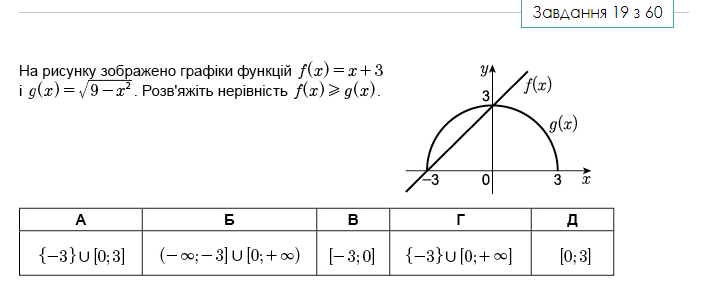 Завдання 19 з 60
На рисунку зображено графіки функцій f(x) = x + 3
і g(x) = √(9 − x²). Розв'яжіть нерівність f(x) ⩾ g(x).
y
3
f(x)
g(x)
−3 0 3 x
А Б В Г Д
{−3}∪[0; 3] (−∞; −3]∪[0; +∞) [−3; 0] {−3}∪[0; +∞] [0; 3]